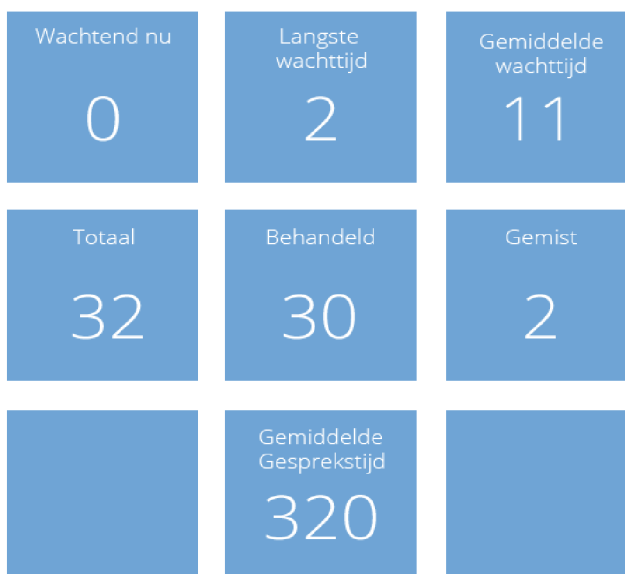 Wachtend nu
0
Langste
wachttijd
2
Gemiddelde
wachttijd
11
Totaal
32
Behandeld
30
Gemist
2
Gemiddelde
Gesprekstijd
320